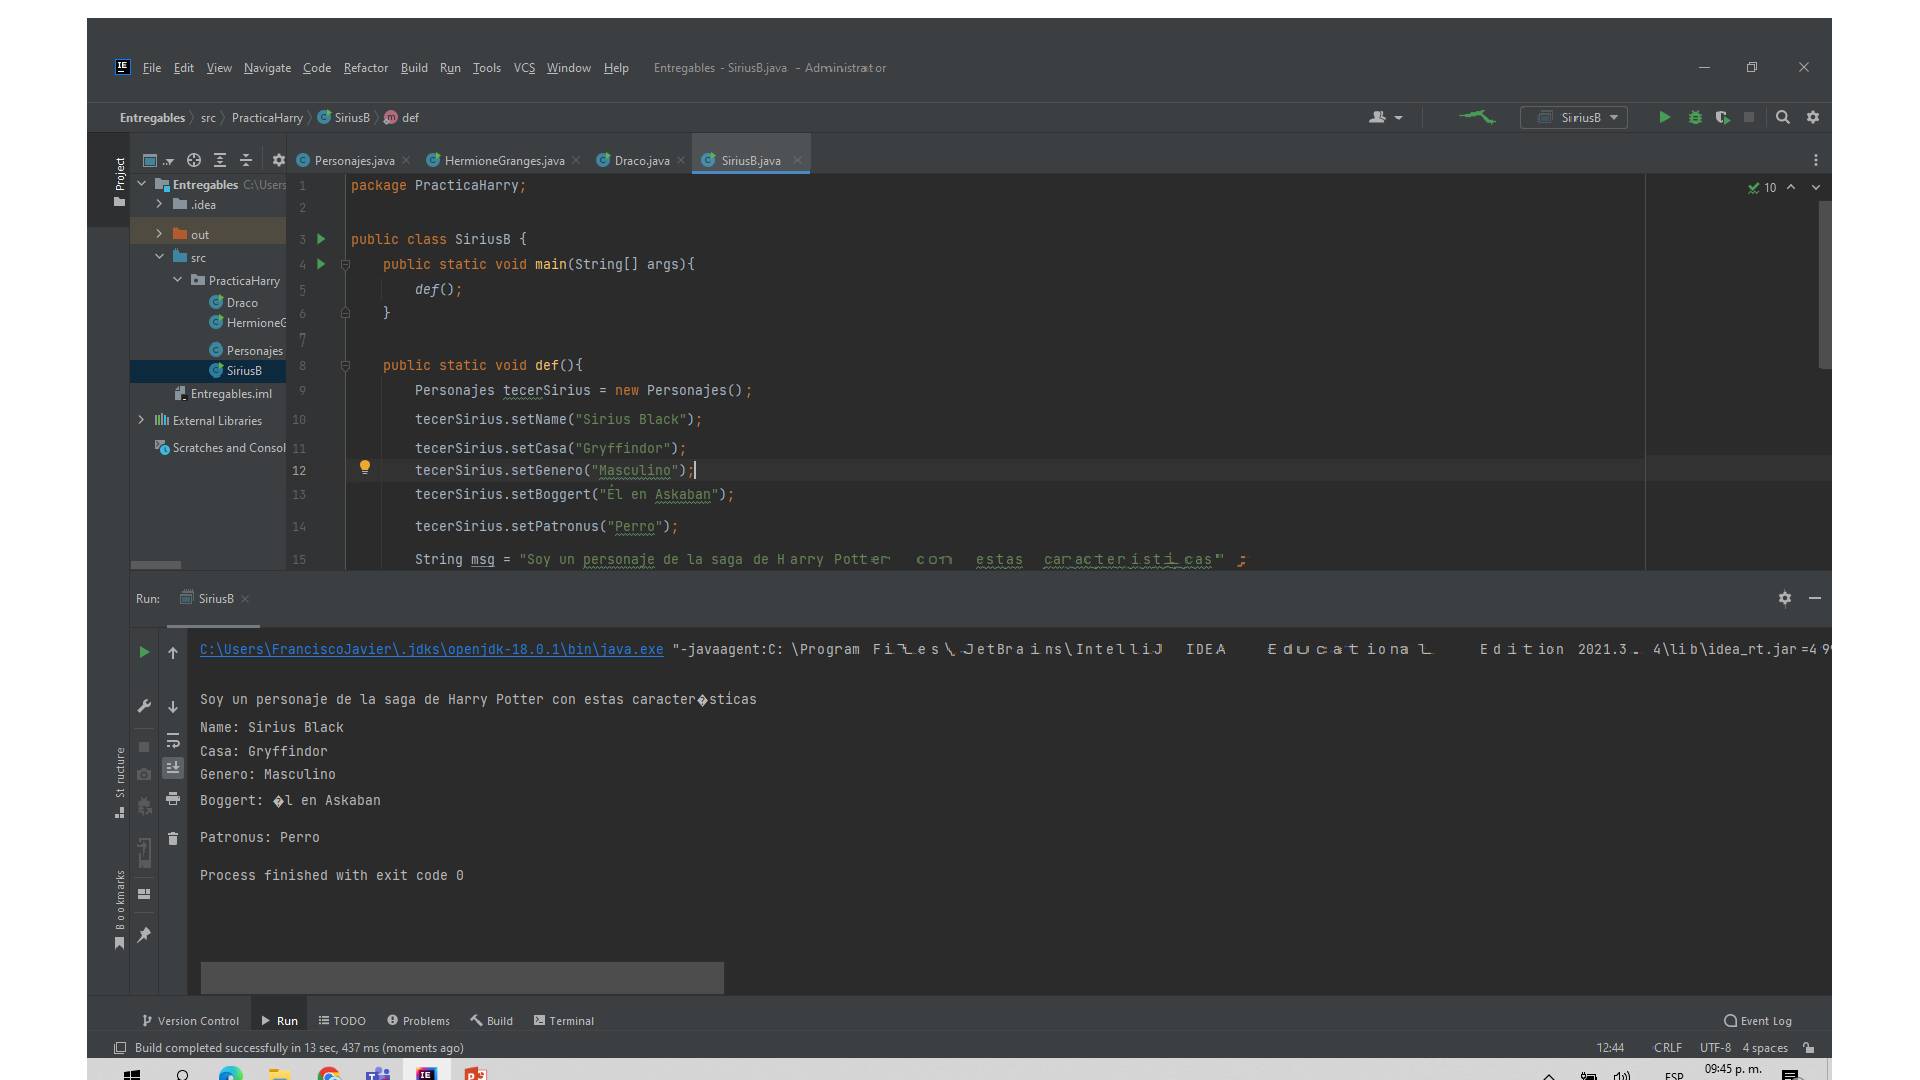 File Edit View Navigate Code Refactor Build Run Tools VCS Window Help Entregables - SiriusB.java - Administrator
Entregables src PracticaHarry SiriusB def
SiriusB
Project
Personajes.java HermioneGranges.java Draco.java SiriusB.java
Entregables C:\Users
.idea
out
src
PracticaHarry
Draco
HermioneG
Personajes
SiriusB
Entregables.iml
External Libraries
Scratches and Consol
10
1 package PracticaHarry;
2
3 public class SiriusB {
4 public static void main(String[] args){
5 def();
6 }
7
8 public static void def(){
9 Personajes tecerSirius = new Personajes();
10 tecerSirius.setName("Sirius Black");
11 tecerSirius.setCasa("Gryffindor");
12 tecerSirius.setGenero("Masculino");
13 tecerSirius.setBoggert("Él en Askaban");
14 tecerSirius.setPatronus("Perro");
15 String msg = "Soy un personaje de la saga de Harry Potter con estas características";
Run: SiriusB
C:\Users\FranciscoJavier\.jdks\openjdk-18.0.1\bin\java.exe "-javaagent:C:\Program Files\JetBrains\IntelliJ IDEA Educational Edition 2021.3.4\lib\idea_rt.jar=499
Soy un personaje de la saga de Harry Potter con estas caracter�sticas
Name: Sirius Black
Casa: Gryffindor
Genero: Masculino
Boggert: �l en Askaban
Patronus: Perro
Process finished with exit code 0
Structure
Bookmarks
Version Control Run TODO Problems Build Terminal Event Log
Build completed successfully in 13 sec, 437 ms (moments ago) 12:44 CRLF UTF-8 4 spaces
ESP 09:45 p. m.